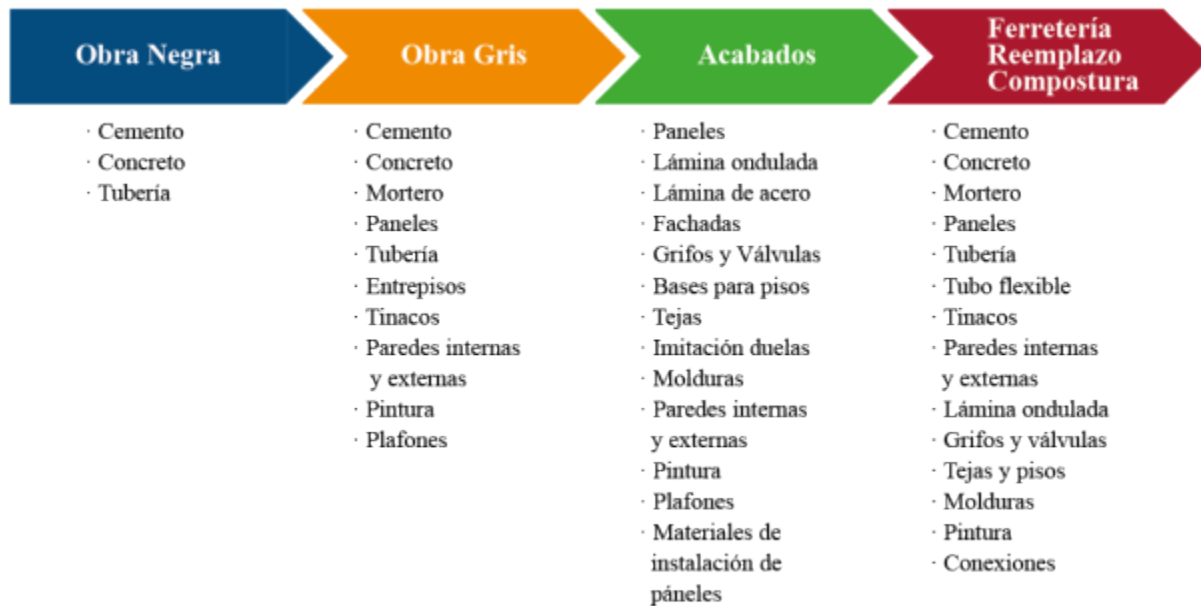 Obra Negra
· Cemento
· Concreto
· Tubería
Obra Gris
· Cemento
· Concreto
· Mortero
· Paneles
· Tubería
· Entrepisos
· Tinacos
· Paredes internas
y externas
· Pintura
· Plafones
Acabados
· Paneles
· Lámina ondulada
· Lámina de acero
· Fachadas
· Grifos y Válvulas
· Bases para pisos
· Tejas
· Imitación duelas
· Molduras
· Paredes internas
y externas
· Pintura
· Plafones
· Materiales de
instalación de
páneles
Ferretería
Reemplazo
Compostura
· Cemento
· Concreto
· Mortero
· Paneles
· Tubería
· Tubo flexible
· Tinacos
· Paredes internas
y externas
· Lámina ondulada
· Grifos y válvulas
· Tejas y pisos
· Molduras
· Pintura
· Conexiones